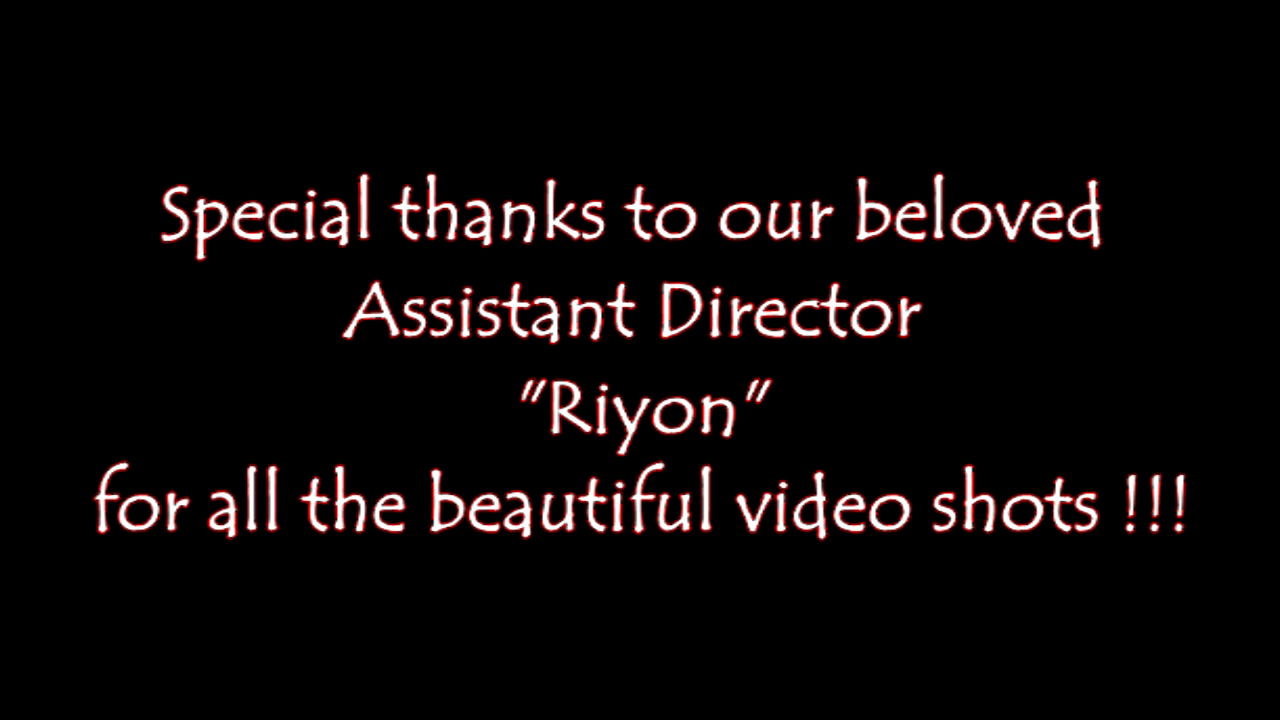 Special thanks to our beloved
Assistant Director
"Riyon"
for all the beautiful video shots !!!